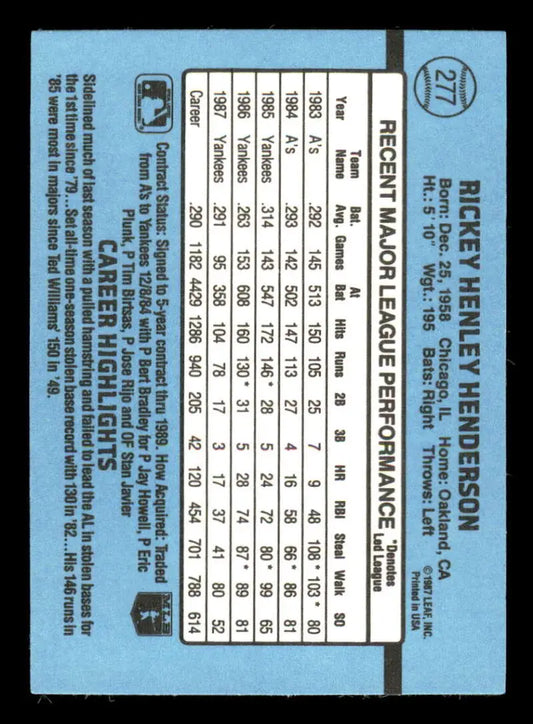 277
RICKEY HENLEY HENDERSON
Born: Dec. 25, 1958 Chicago, IL Home: Oakland, CA
Ht.: 5' 10" Wgt.: 195 Bats: Right Throws: Left
©1987 LEAF, INC.
Printed in USA
RECENT MAJOR LEAGUE PERFORMANCE *Denotes Led League
Year Team Name Bat. Avg. Games At Bat Hits Runs 2B 3B HR RBI Steal Walk SO
1983 A's .292 145 513 150 105 25 7 9 48 108* 103* 80
1984 A's .293 142 502 147 113 27 4 16 58 66* 86 81
1985 Yankees .314 143 547 172 146* 28 5 24 72 80* 99 65
1986 Yankees .263 153 608 160 130* 31 5 28 74 87* 89 81
1987 Yankees .291 95 358 104 78 17 3 17 37 41 80 52
Career .290 1182 4429 1286 940 205 42 120 454 701 788 614
Contract Status: Signed to 5-year contract thru 1989. How Acquired: Traded
from A's to Yankees 12/8/84 with P Bert Bradley for P Jay Howell, P Eric
Plunk, P Tim Birtsas, P Jose Rijo and OF Stan Javier
MLB
CAREER HIGHLIGHTS
Sidelined much of last season with a pulled hamstring and failed to lead the AL in stolen bases for
the 1st time since '79...Set all-time one-season stolen base record with 130 in '82...His 146 runs in
'85 were most in majors since Ted Williams' 150 in '49.